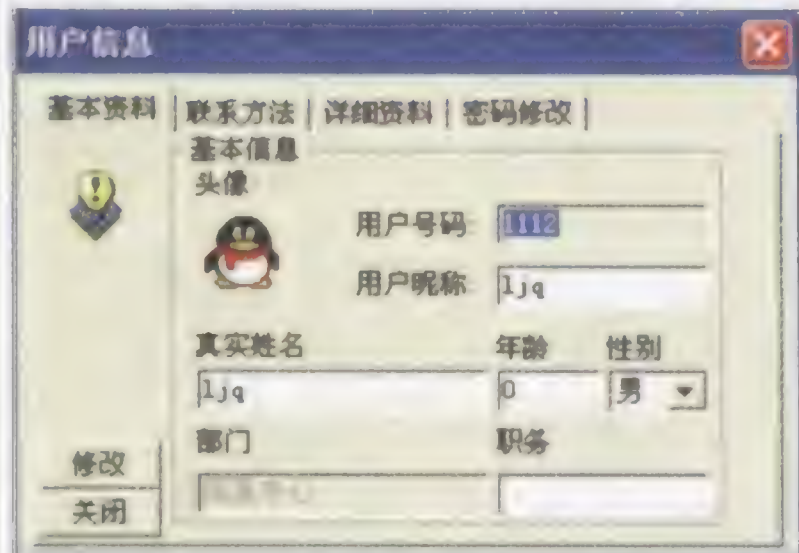 用户信息
基本资料 联系方法 详细资料 密码修改
基本信息
头像
用户号码 1112
用户昵称 ljq
真实姓名 年龄 性别
ljq 0 男
部门 职务
修改
关闭